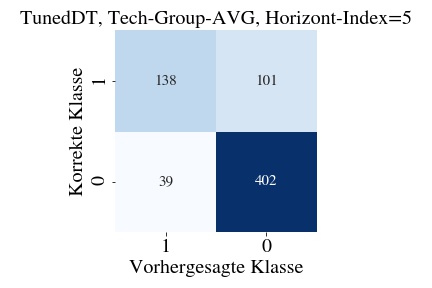 TunedDT, Tech-Group-AVG, Horizont-Index=5
Korrekte Klasse
1
138
101
0
39
402
1
0
Vorhergesagte Klasse